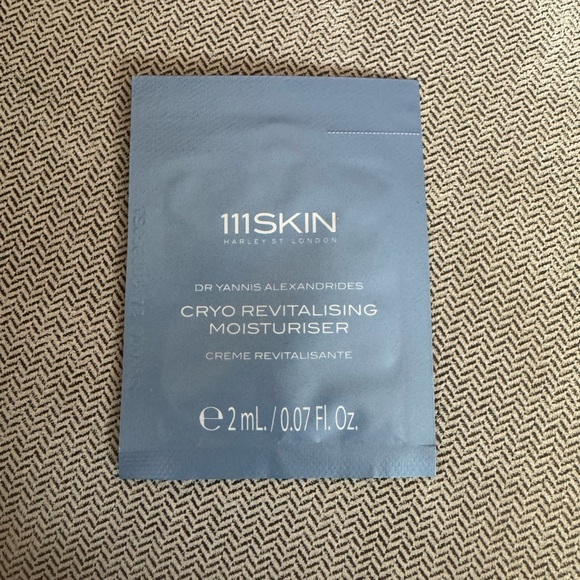 111SKIN
HARLEY ST LONDON
DR YANNIS ALEXANDRIDES
CRYO REVITALISING
MOISTURISER
CREME REVITALISANTE
℮ 2 mL. / 0.07 Fl. Oz.